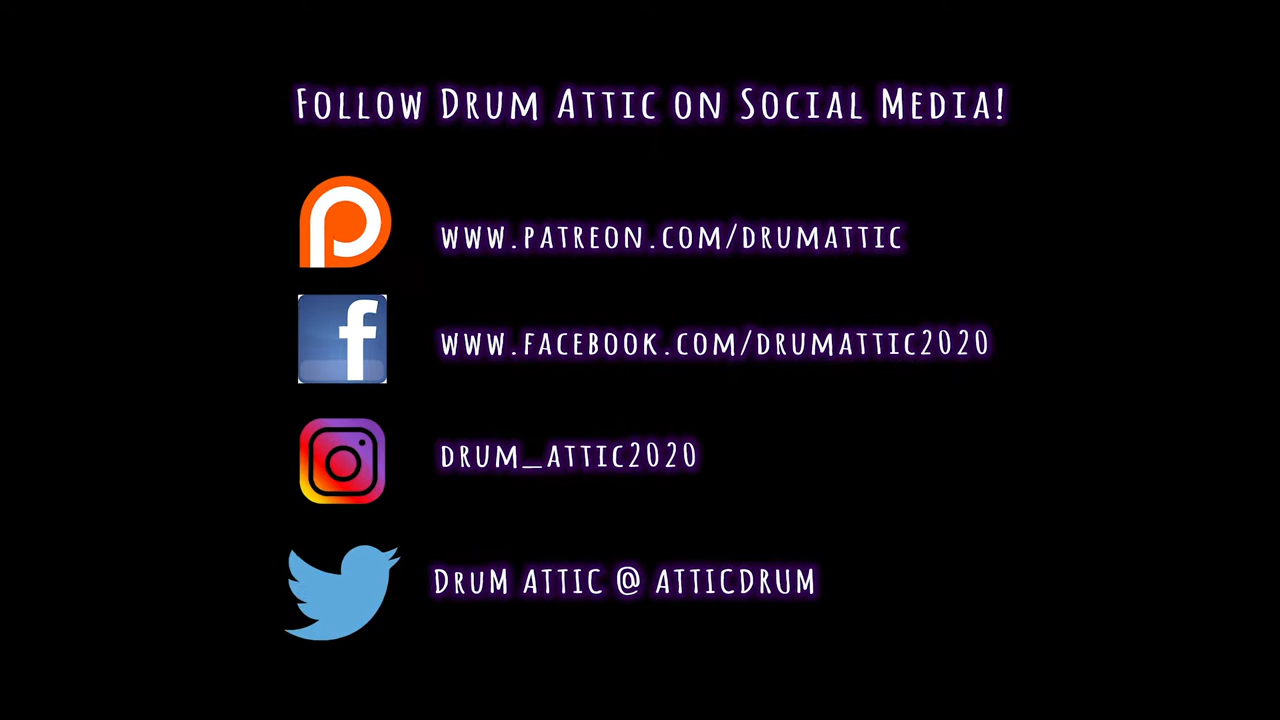 Follow Drum Attic on Social Media!
www.patreon.com/drumattic
www.facebook.com/drumattic2020
drum_attic2020
Drum Attic @ atticdrum